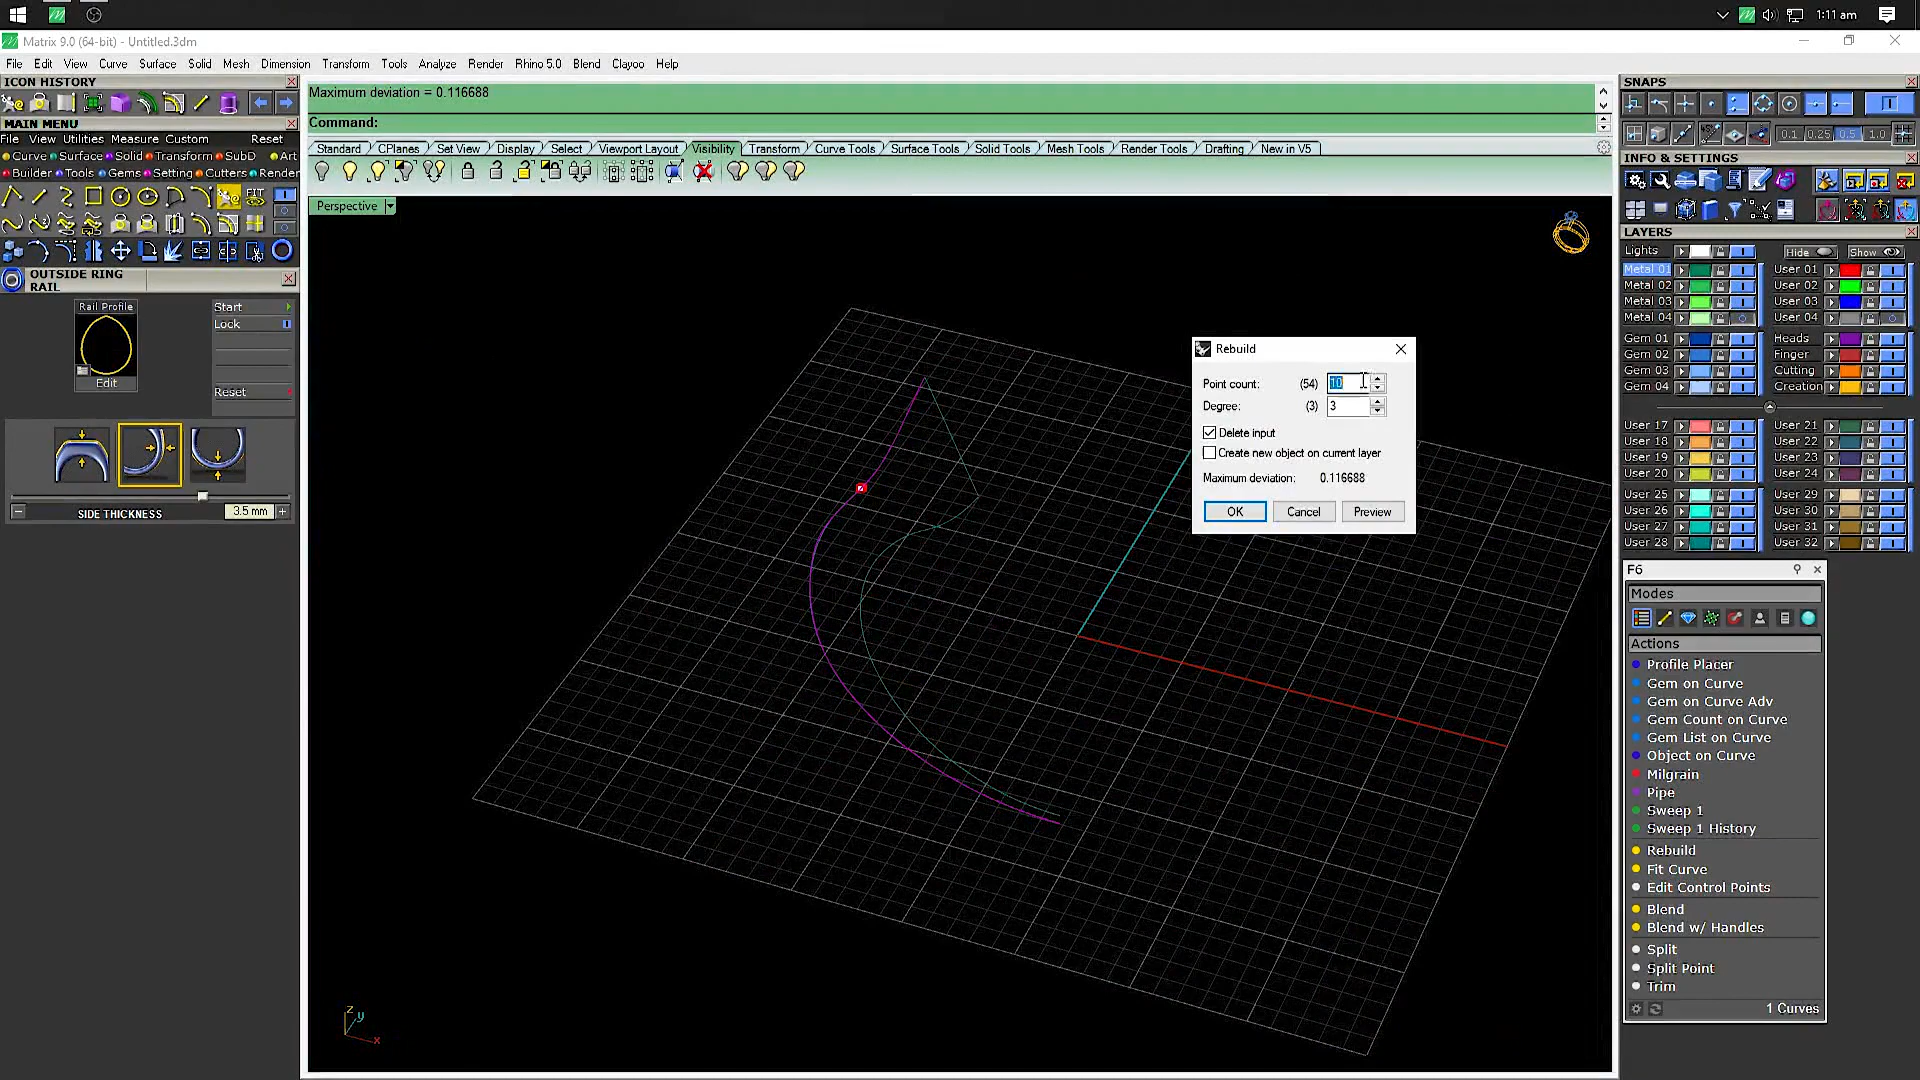 1:11 am
Matrix 9.0 (64-bit) - Untitled.3dm
File Edit View Curve Surface Solid Mesh Dimension Transform Tools Analyze Render Rhino 5.0 Blend Clayoo Help
ICON HISTORY
Maximum deviation = 0.116688
Command:
MAIN MENU
File View Utilities Measure Custom Reset
Curve Surface Solid Transform SubD Art
Builder Tools Gems Setting Cutters Render
FIT
Standard CPlanes Set View Display Select Viewport Layout Visibility Transform Curve Tools Surface Tools Solid Tools Mesh Tools Render Tools Drafting New in V5
Perspective
OUTSIDE RING
RAIL
Rail Profile
Edit
Start
Lock
Reset
SIDE THICKNESS 3.5 mm
Rebuild
Point count: (54) 10
Degree: (3) 3
Delete input
Create new object on current layer
Maximum deviation: 0.116688
OK Cancel Preview
z
y
x
SNAPS
0.1 0.25 0.5 1.0
INFO & SETTINGS
LAYERS
Lights Hide Show
Metal 01 User 01
Metal 02 User 02
Metal 03 User 03
Metal 04 User 04
Gem 01 Heads
Gem 02 Finger
Gem 03 Cutting
Gem 04 Creation
User 17 User 21
User 18 User 22
User 19 User 23
User 20 User 24
User 25 User 29
User 26 User 30
User 27 User 31
User 28 User 32
F6
Modes
Actions
Profile Placer
Gem on Curve
Gem on Curve Adv
Gem Count on Curve
Gem List on Curve
Object on Curve
Milgrain
Pipe
Sweep 1
Sweep 1 History
Rebuild
Fit Curve
Edit Control Points
Blend
Blend w/ Handles
Split
Split Point
Trim
1 Curves